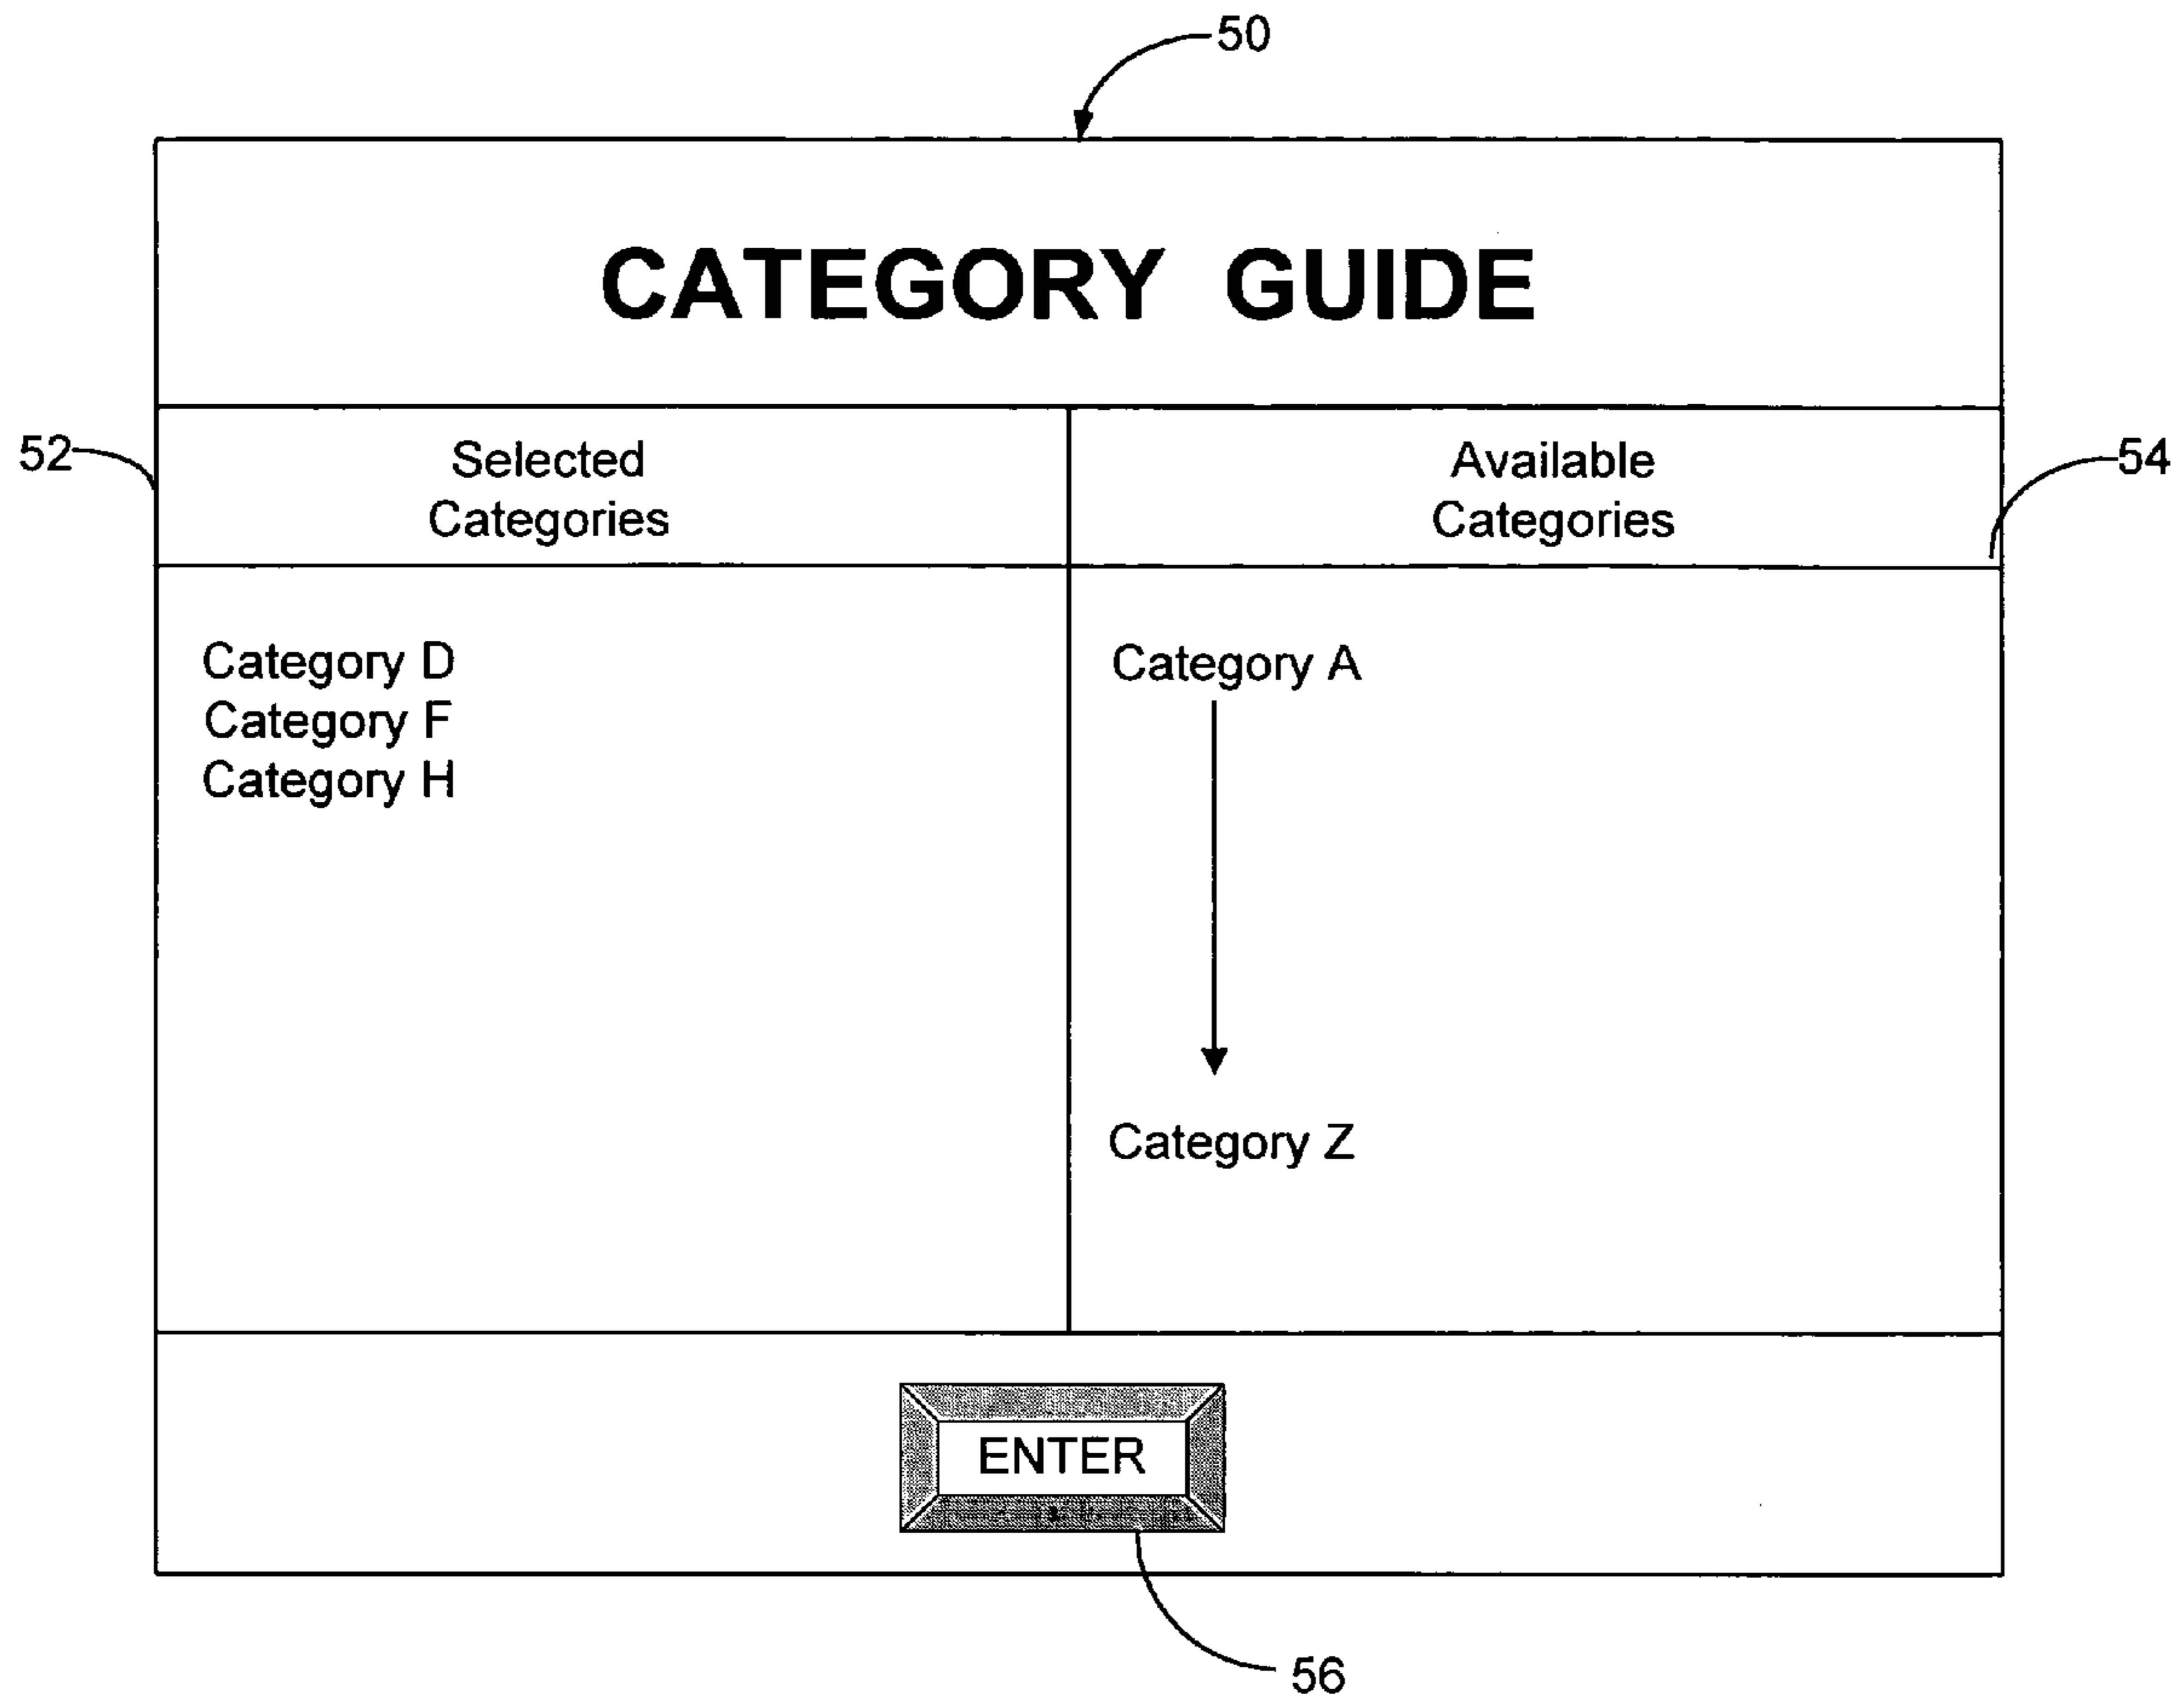 50
CATEGORY GUIDE
52
Selected
Categories
Available
Categories
54
Category D
Category F
Category H
Category A
Category Z
ENTER
56